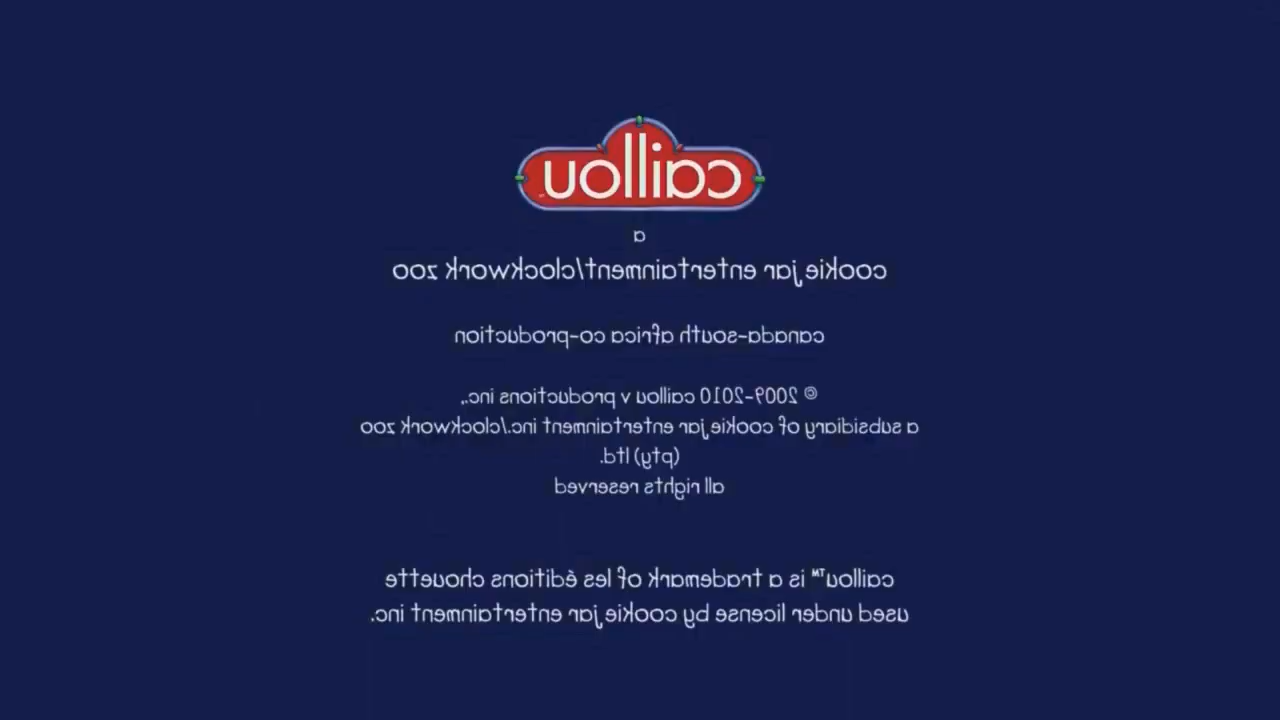 caillou
a
cookie jar entertainment/clockwork zoo
canada-south africa co-production
© 2009-2010 caillou v productions inc.,
a subsidiary of cookie jar entertainment inc./clockwork zoo
(pty) ltd.
all rights reserved
caillou™ is a trademark of les éditions chouette
used under license by cookie jar entertainment inc.